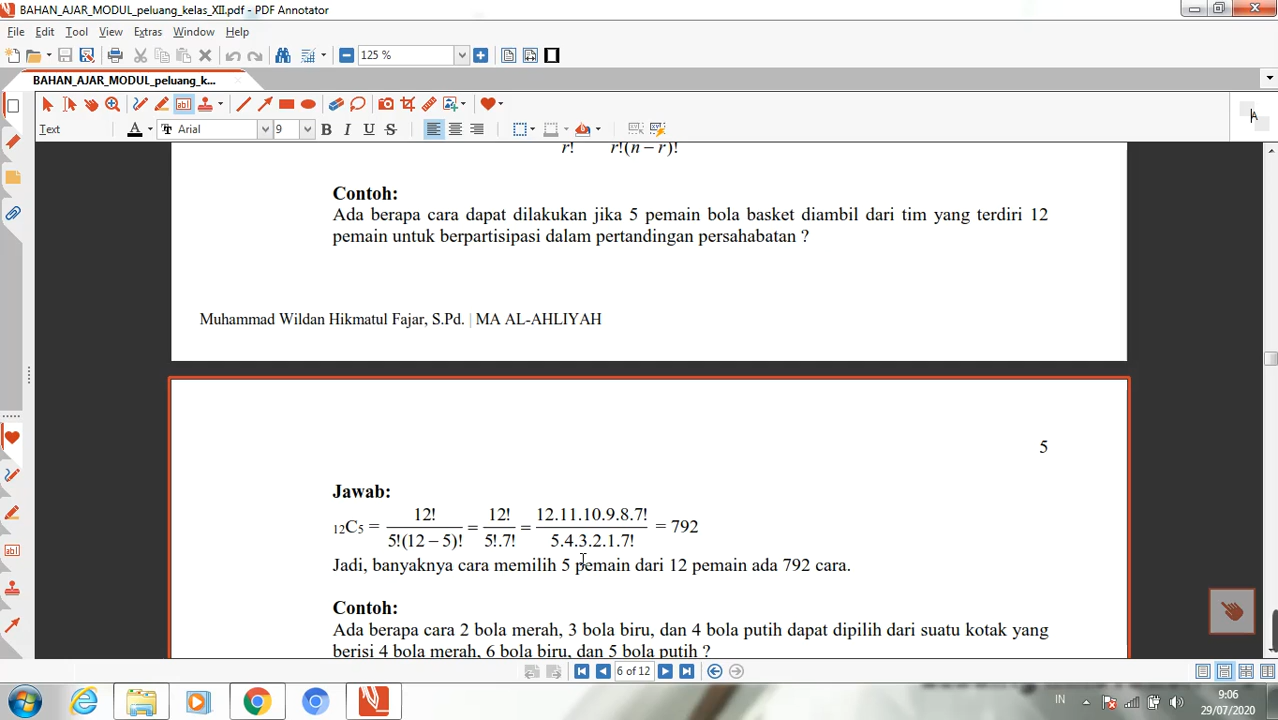 BAHAN_AJAR_MODUL_peluang_kelas_XII.pdf - PDF Annotator
File Edit Tool View Extras Window Help
125 %
BAHAN_AJAR_MODUL_peluang_k...
Text A T Arial 9 B I U S
A
r! r!(n – r)!
Contoh:
Ada berapa cara dapat dilakukan jika 5 pemain bola basket diambil dari tim yang terdiri 12
pemain untuk berpartisipasi dalam pertandingan persahabatan ?
Muhammad Wildan Hikmatul Fajar, S.Pd. | MA AL-AHLIYAH
5
Jawab:
₁₂C₅ = 12! / 5!(12 – 5)! = 12! / 5!.7! = 12.11.10.9.8.7! / 5.4.3.2.1.7! = 792
Jadi, banyaknya cara memilih 5 pemain dari 12 pemain ada 792 cara.
Contoh:
Ada berapa cara 2 bola merah, 3 bola biru, dan 4 bola putih dapat dipilih dari suatu kotak yang
berisi 4 bola merah, 6 bola biru, dan 5 bola putih ?
6 of 12
IN
9:06
29/07/2020